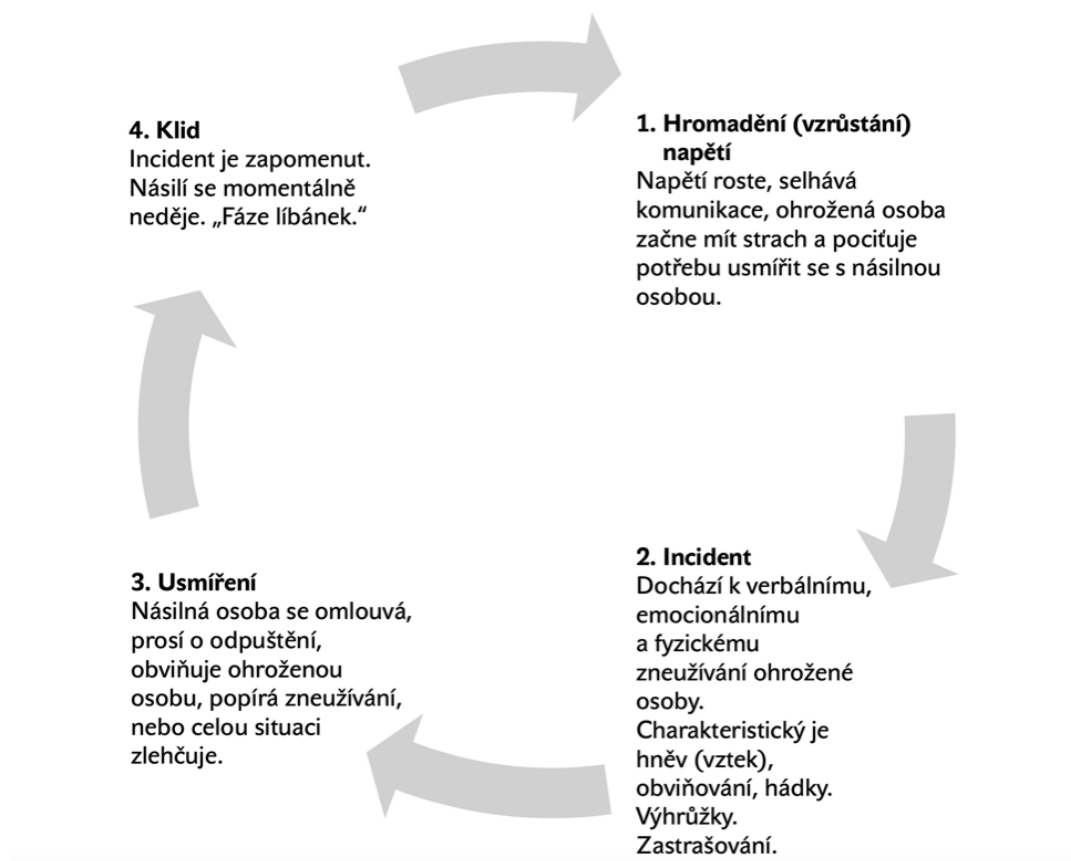 4. Klid
Incident je zapomenut.
Násilí se momentálně
neděje. „Fáze líbánek.“
1. Hromadění (vzrůstání)
napětí
Napětí roste, selhává
komunikace, ohrožená osoba
začne mít strach a pociťuje
potřebu usmířit se s násilnou
osobou.
2. Incident
Dochází k verbálnímu,
emocionálnímu
a fyzickému
zneužívání ohrožené
osoby.
Charakteristický je
hněv (vztek),
obviňování, hádky.
Výhrůžky.
Zastrašování.
3. Usmíření
Násilná osoba se omlouvá,
prosí o odpuštění,
obviňuje ohroženou
osobu, popírá zneužívání,
nebo celou situaci
zlehčuje.